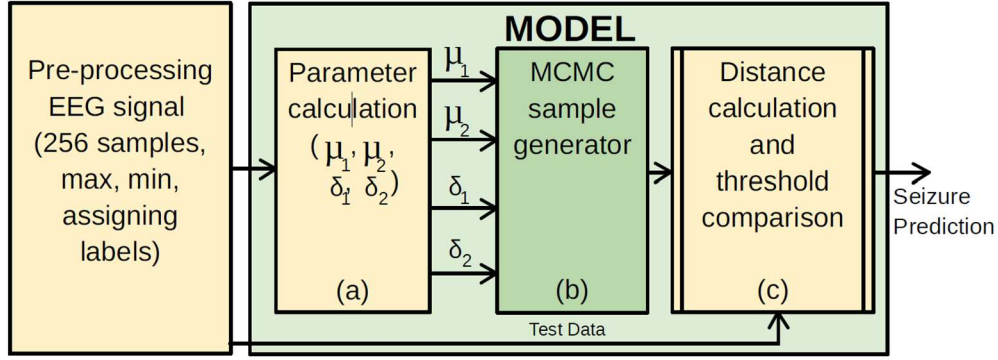 MODEL
Pre-processing
EEG signal
(256 samples,
max, min,
assigning
labels)
Parameter
calculation
(μ1, μ2,
δ1, δ2)
(a)
μ1
μ2
δ1
δ2
MCMC
sample
generator
(b)
Distance
calculation
and
threshold
comparison
(c)
Seizure
Prediction
Test Data